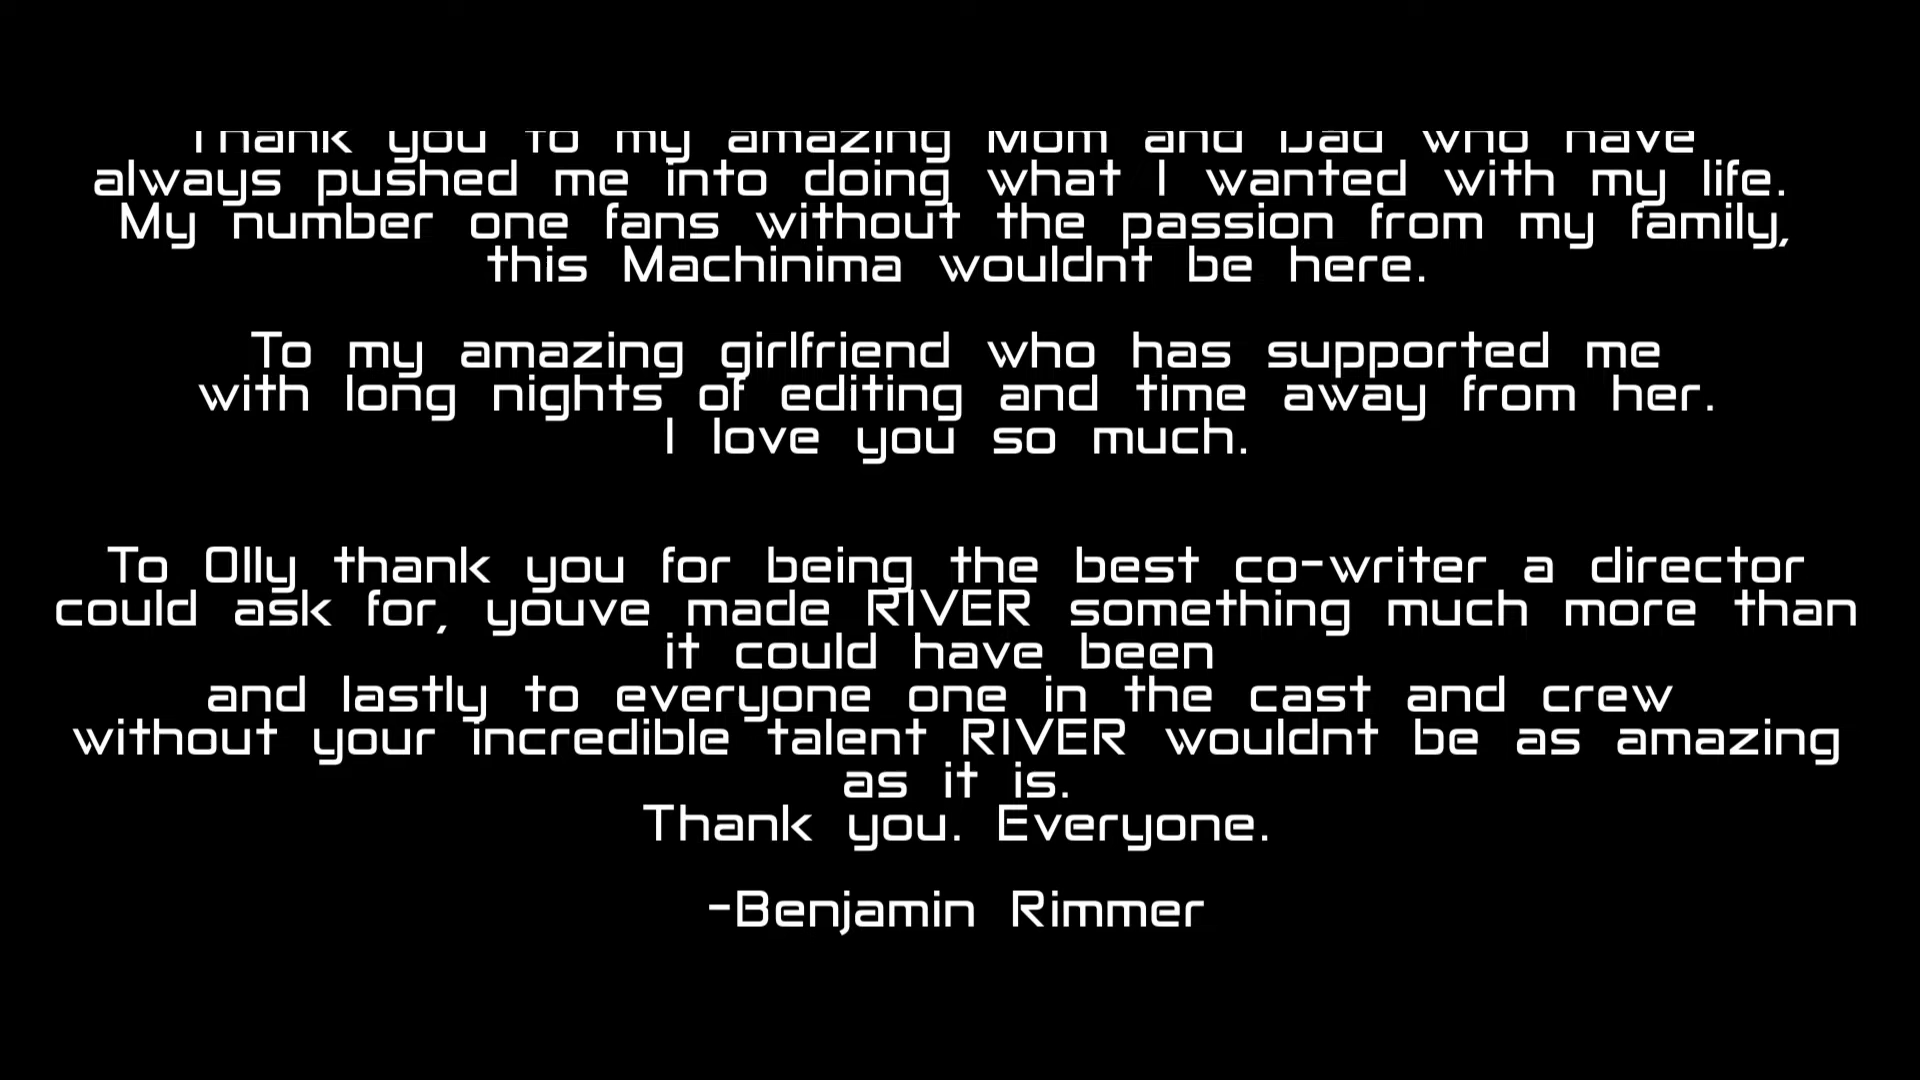 Thank you to my amazing Mom and Dad who have
always pushed me into doing what I wanted with my life.
My number one fans without the passion from my family,
this Machinima wouldnt be here.
To my amazing girlfriend who has supported me
with long nights of editing and time away from her.
I love you so much.
To Olly thank you for being the best co-writer a director
could ask for, youve made RIVER something much more than
it could have been
and lastly to everyone one in the cast and crew
without your incredible talent RIVER wouldnt be as amazing
as it is.
Thank you. Everyone.
-Benjamin Rimmer